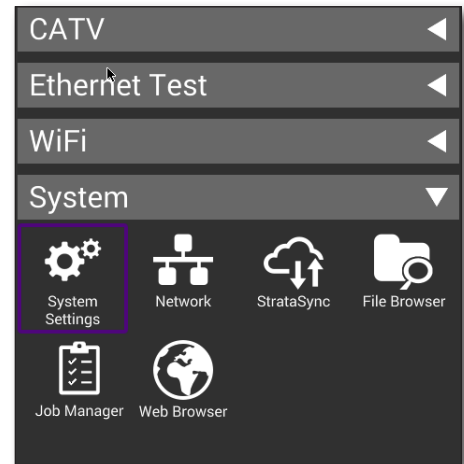 CATV
Ethernet Test
WiFi
System
System
Settings
Network
StrataSync
File Browser
Job Manager
Web Browser